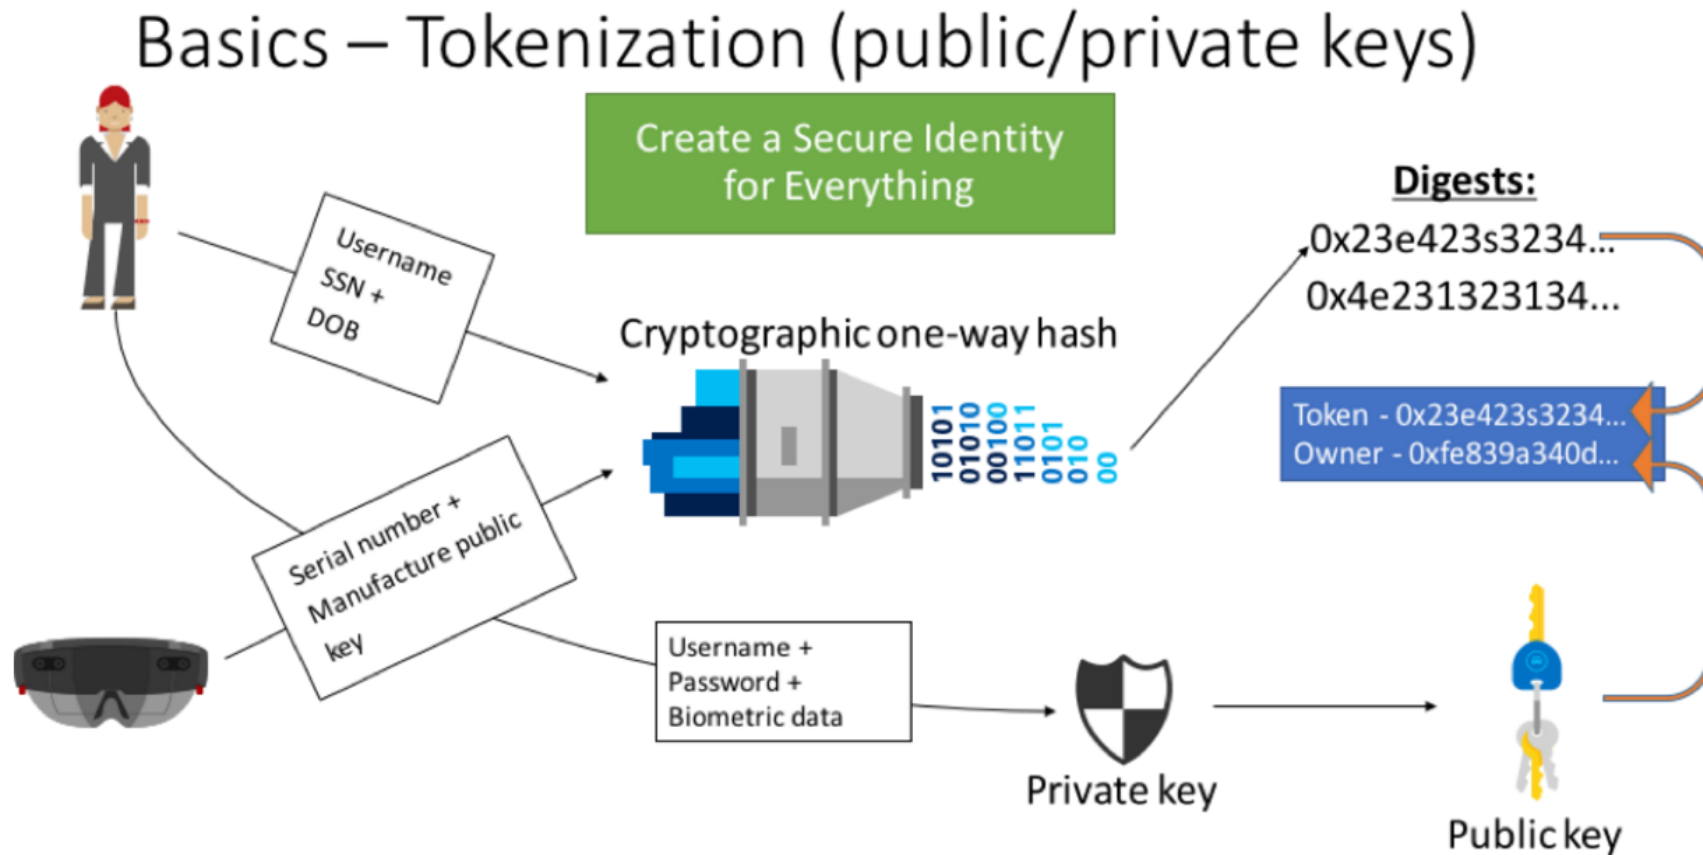 Basics – Tokenization (public/private keys)
Create a Secure Identity
for Everything
Username
SSN +
DOB
Cryptographic one-way hash
10101
01010
00100
11011
0101
010
00
Digests:
0x23e423s3234...
0x4e231323134...
Token - 0x23e423s3234...
Owner - 0xfe839a340d...
Serial number +
Manufacture public
key
Username +
Password +
Biometric data
Private key
Public key